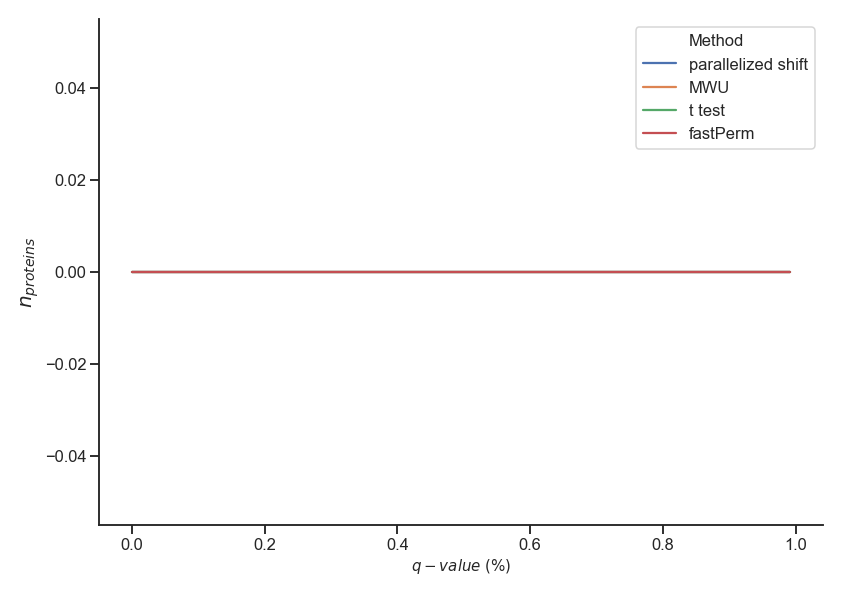 Method
parallelized shift
MWU
t test
fastPerm
0.04
0.02
0.00
−0.02
−0.04
n_proteins
0.0 0.2 0.4 0.6 0.8 1.0
q − value (%)